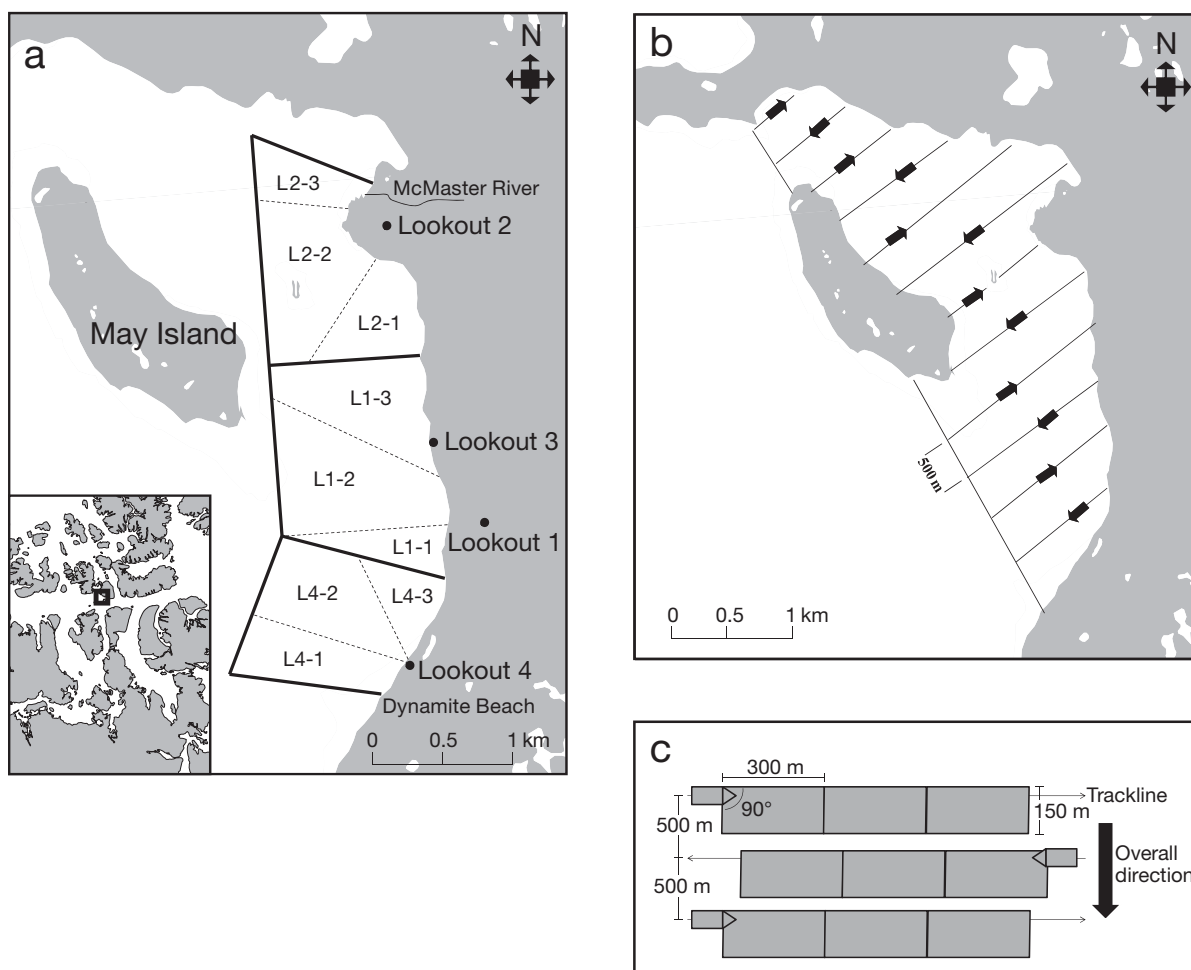 a
N
L2-3
McMaster River
Lookout 2
L2-2
L2-1
May Island
L1-3
Lookout 3
L1-2
Lookout 1
L1-1
L4-2
L4-3
L4-1
Lookout 4
Dynamite Beach
0 0.5 1 km
b
N
500 m
0 0.5 1 km
c
300 m
Trackline
90°
150 m
500 m
Overall
direction
500 m